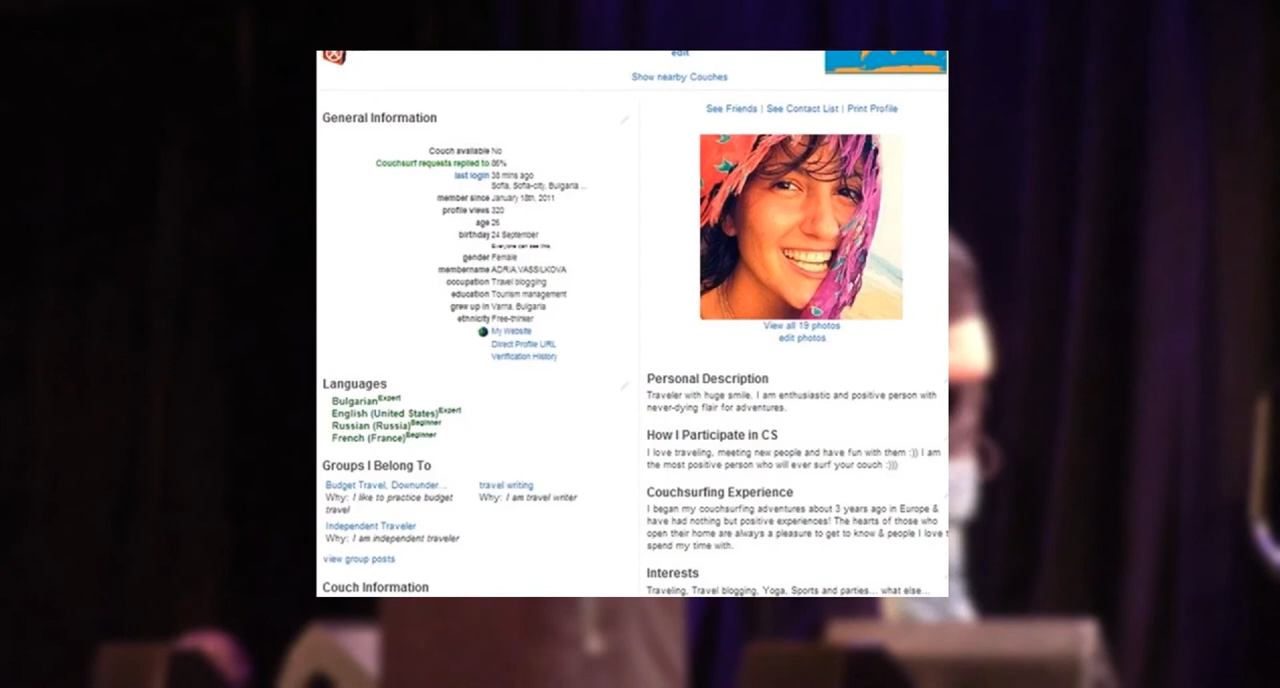 edit
Show nearby Couches
See Friends | See Contact List | Print Profile
General Information
Couch available No
Couchsurf requests replied to 86%
last login 38 mins ago
Sofia, Sofia-city, Bulgaria ...
member since January 18th, 2011
profile views 320
age 26
birthday 24 September
Everyone can see this.
gender Female
membername ADRIA.VASSILKOVA
occupation Travel blogging
education Tourism management
grew up in Varna, Bulgaria
ethnicity Free-thinker
My Website
Direct Profile URL
Verification History
Languages
Bulgarian Expert
English (United States) Expert
Russian (Russia) Beginner
French (France) Beginner
Groups I Belong To
Budget Travel, Downunder...
Why: I like to practice budget
travel
travel writing
Why: I am travel writer
Independent Traveler
Why: I am independent traveler
view group posts
Couch Information
View all 19 photos
edit photos
Personal Description
Traveler with huge smile. I am enthusiastic and positive person with
never-dying flair for adventures.
How I Participate in CS
I love traveling, meeting new people and have fun with them :)) I am
the most positive person who will ever surf your couch :)))
Couchsurfing Experience
I began my couchsurfing adventures about 3 years ago in Europe &
have had nothing but positive experiences! The hearts of those who
open their home are always a pleasure to get to know & people I love t
spend my time with.
Interests
Traveling, Travel blogging, Yoga, Sports and parties... what else...